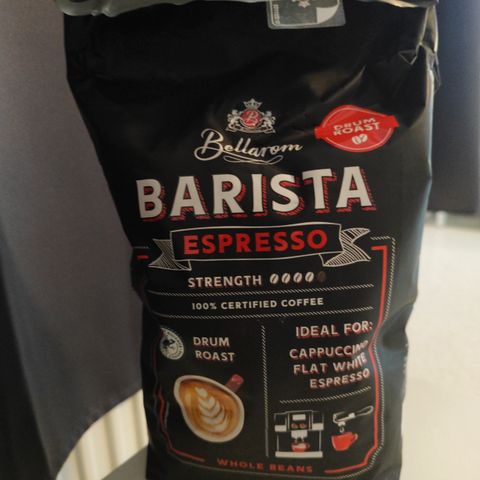 Bellarom
DRUM
ROAST
BARISTA
ESPRESSO
STRENGTH
100% CERTIFIED COFFEE
DRUM
ROAST
IDEAL FOR:
CAPPUCCINO
FLAT WHITE
ESPRESSO
WHOLE BEANS